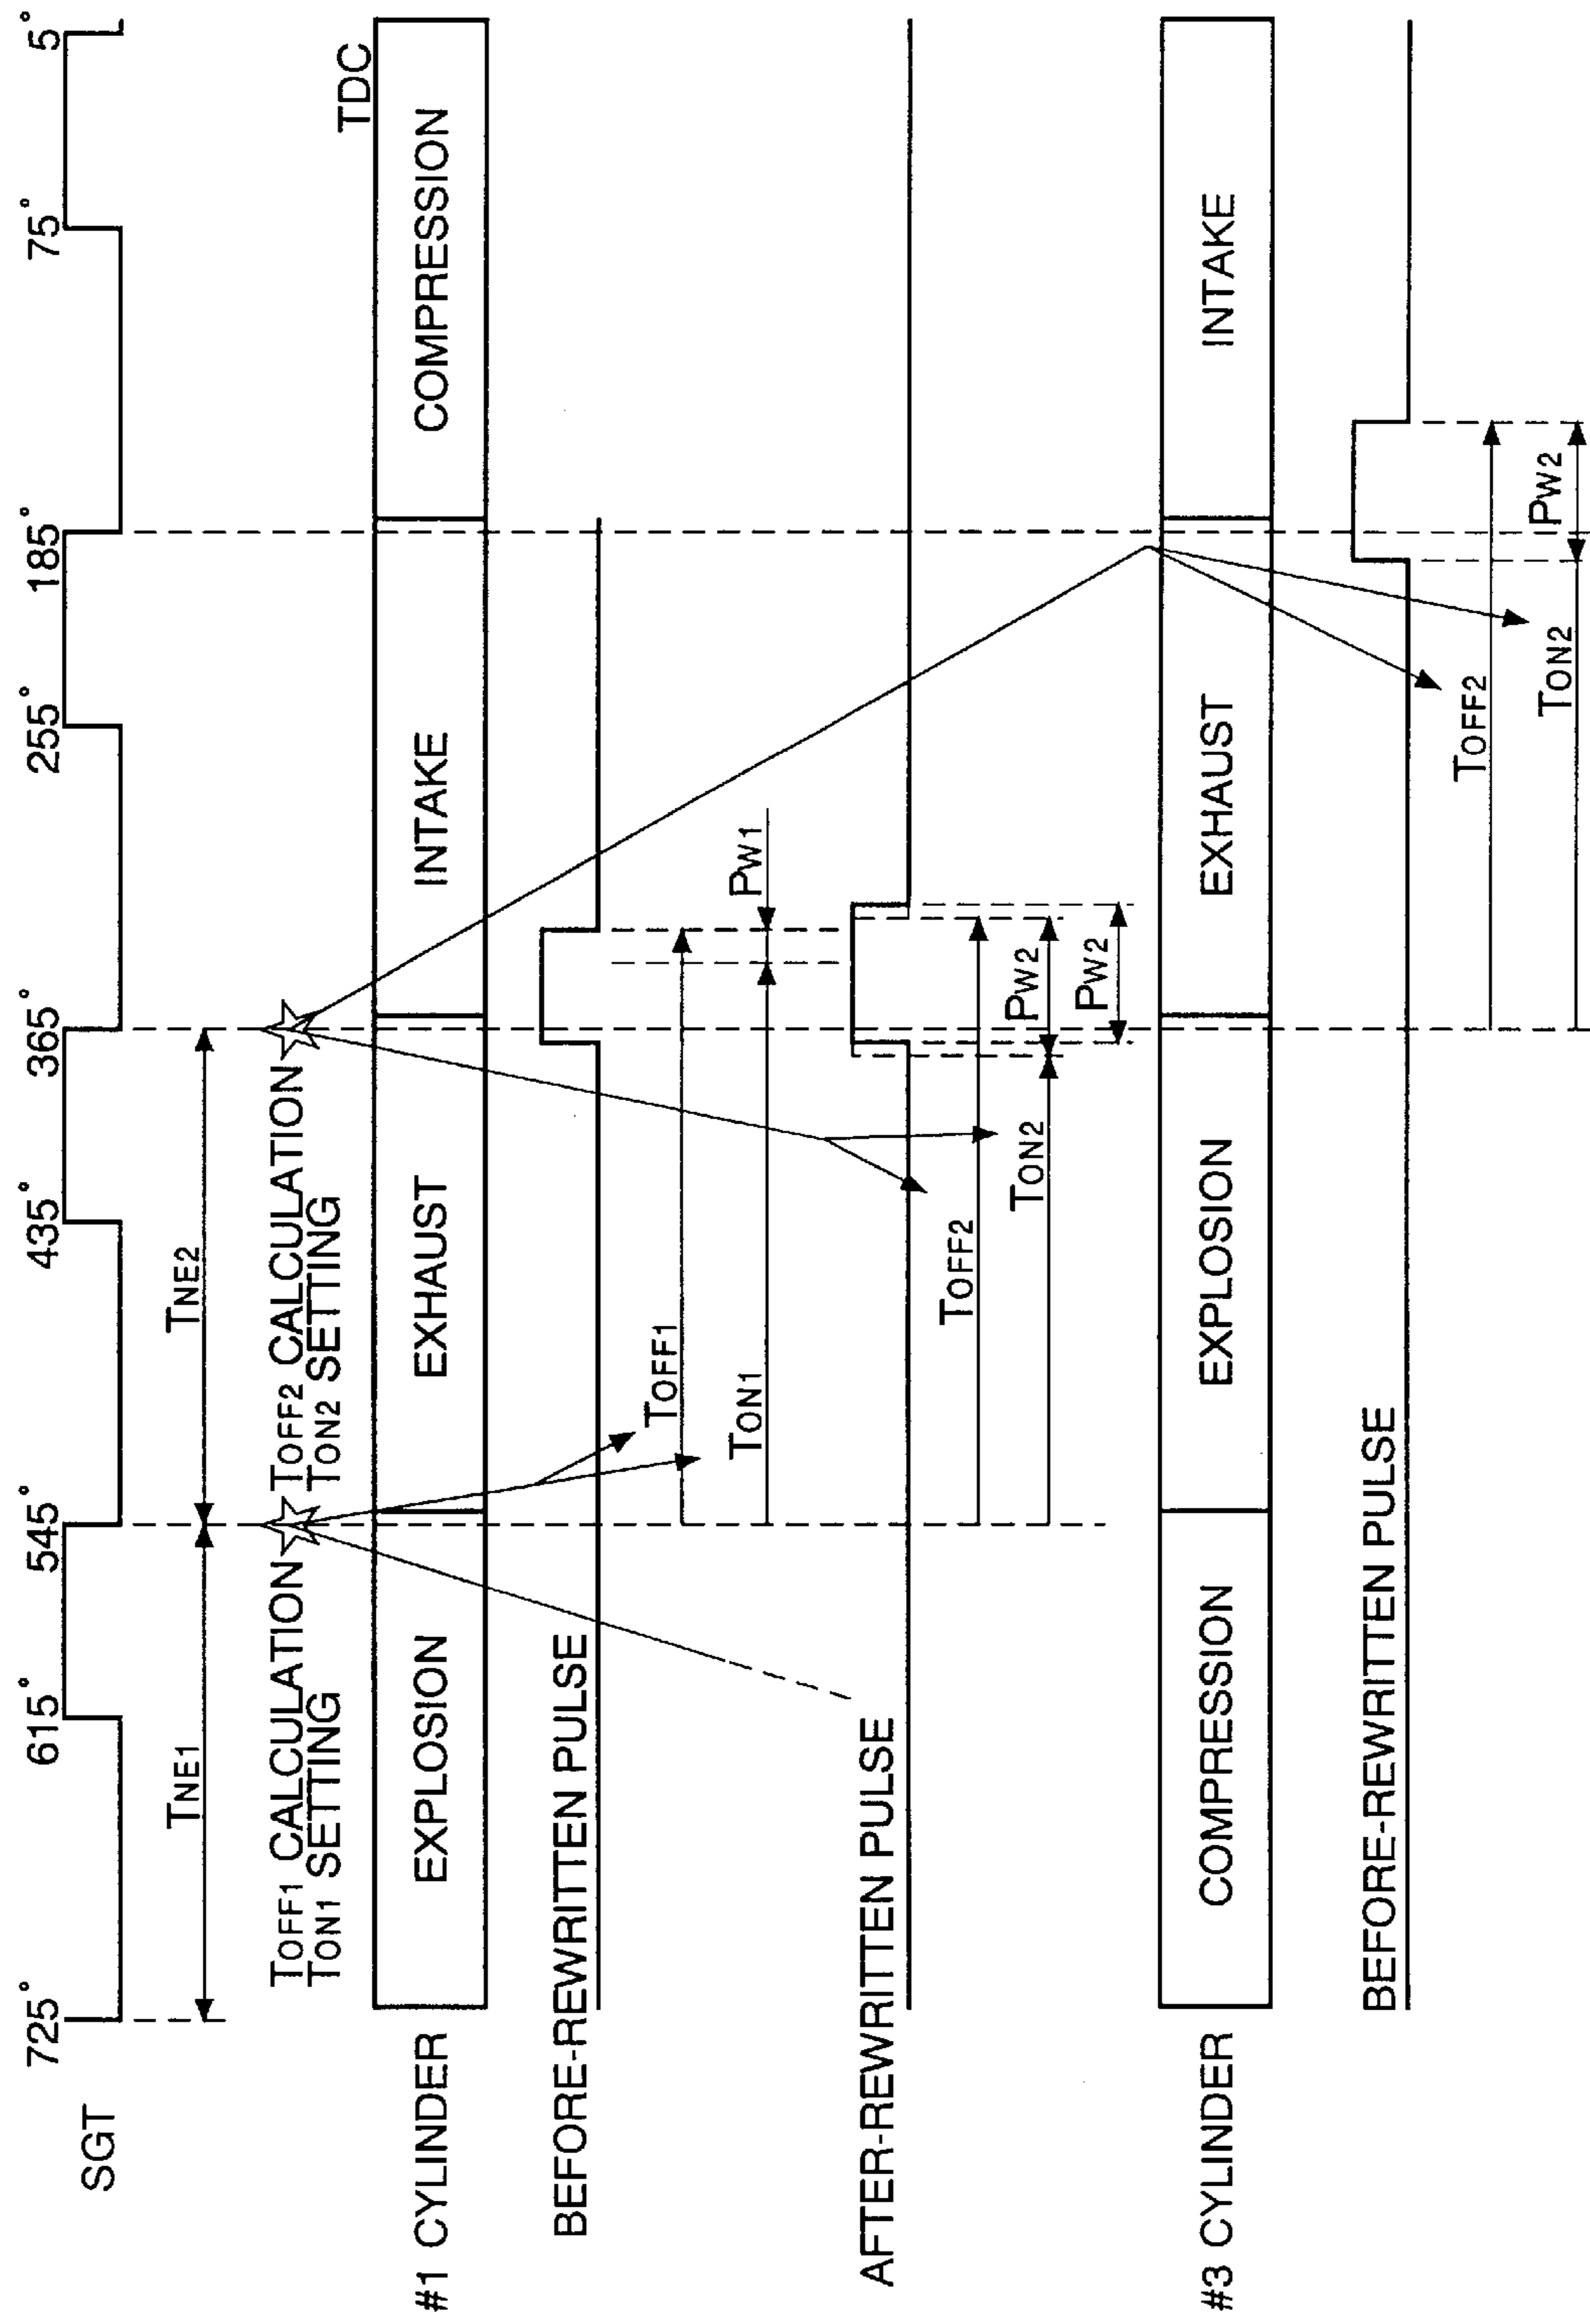 SGT
725° 615° 545° 435° 365° 255° 185° 75° 5°
TNE1 TNE2
TOFF1 CALCULATION TOFF2 CALCULATION
TON1 SETTING TON2 SETTING
TDC
#1 CYLINDER EXPLOSION EXHAUST INTAKE COMPRESSION
BEFORE-REWRITTEN PULSE
TOFF1
TON1 PW1
AFTER-REWRITTEN PULSE
TOFF2
TON2 PW2
PW2
#3 CYLINDER COMPRESSION EXPLOSION EXHAUST INTAKE
BEFORE-REWRITTEN PULSE
TOFF2
TON2 PW2